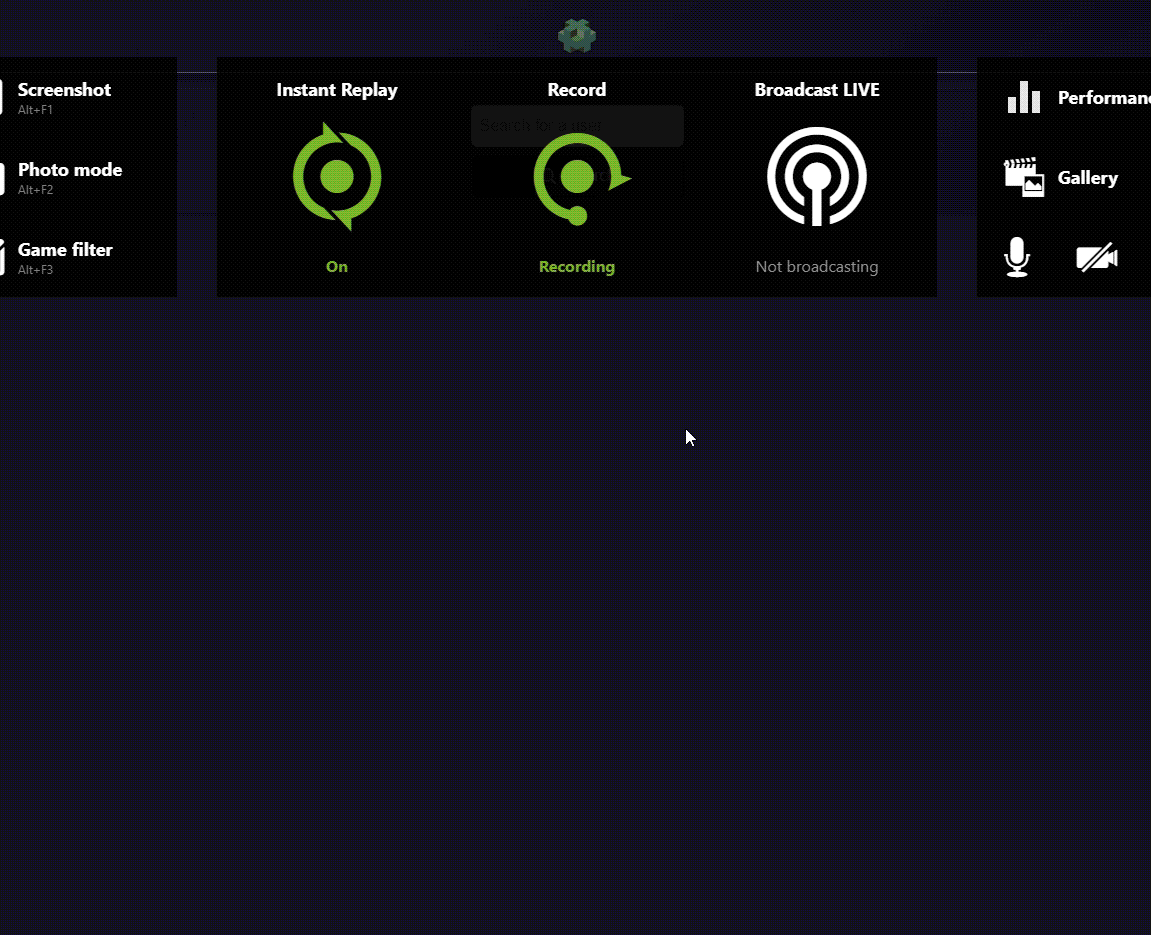 Screenshot
Alt+F1
Photo mode
Alt+F2
Game filter
Alt+F3
Instant Replay
On
Record
Search for a user
Recording
Broadcast LIVE
Not broadcasting
Performanc
Gallery